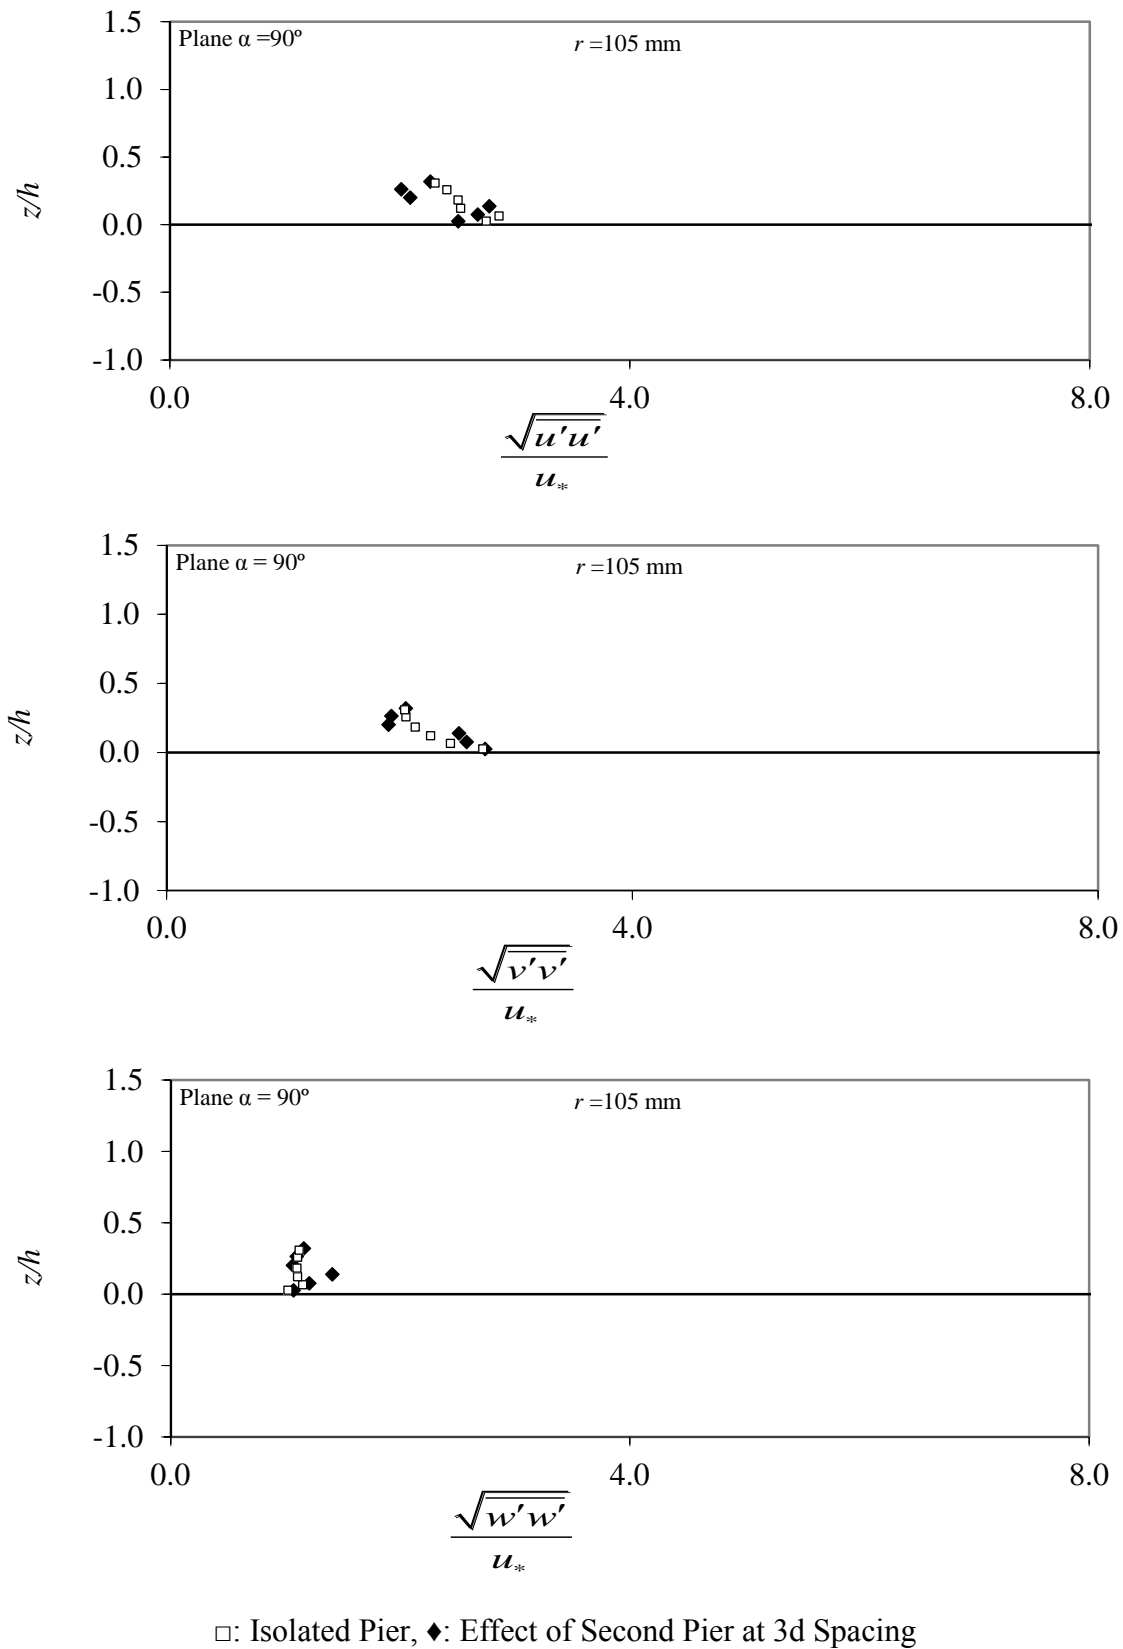 1.5
Plane α =90º
r =105 mm
1.0
0.5
z/h
0.0
-0.5
-1.0
0.0 4.0 8.0
√u′u′
u*
1.5
Plane α = 90º
r =105 mm
1.0
0.5
z/h
0.0
-0.5
-1.0
0.0 4.0 8.0
√v′v′
u*
1.5
Plane α = 90º
r =105 mm
1.0
0.5
z/h
0.0
-0.5
-1.0
0.0 4.0 8.0
√w′w′
u*
□: Isolated Pier, ♦: Effect of Second Pier at 3d Spacing